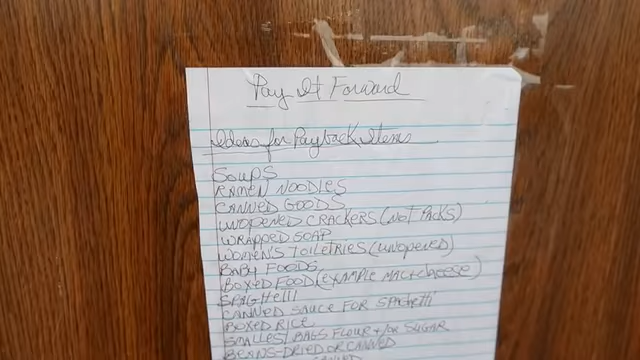 Pay It Forward
Ideas for Payback Items
SOUPS
RAMEN NOODLES
CANNED GOODS
UNOPENED CRACKERS (NOT PACKS)
WRAPPED SOAP
WOMEN'S TOILETRIES (UNOPENED)
BABY FOODS
BOXED FOOD (EXAMPLE MAC + CHEESE)
SPAGHETTI
CANNED SAUCE FOR SPAGHETTI
BOXED RICE
SMALLEST BAGS FLOUR +/OR SUGAR
BEANS-DRIED OR CANNED